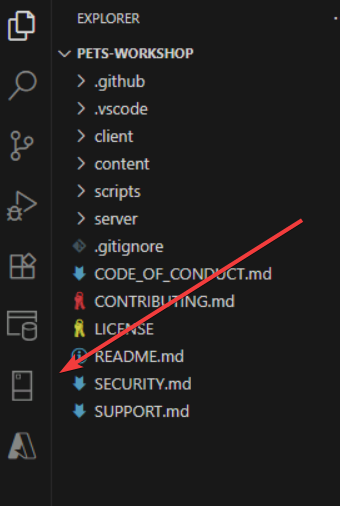 EXPLORER
PETS-WORKSHOP
.github
.vscode
client
content
scripts
server
.gitignore
CODE_OF_CONDUCT.md
CONTRIBUTING.md
LICENSE
README.md
SECURITY.md
SUPPORT.md